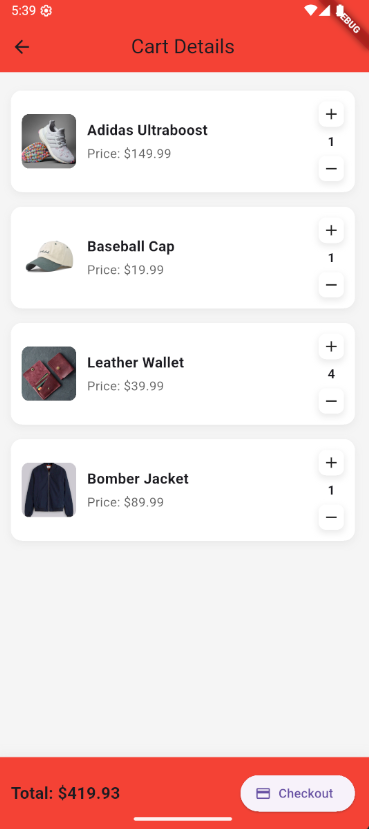 5:39
DEBUG
Cart Details
Adidas Ultraboost
Price: $149.99
1
Baseball Cap
Price: $19.99
1
Leather Wallet
Price: $39.99
4
Bomber Jacket
Price: $89.99
1
Total: $419.93
Checkout